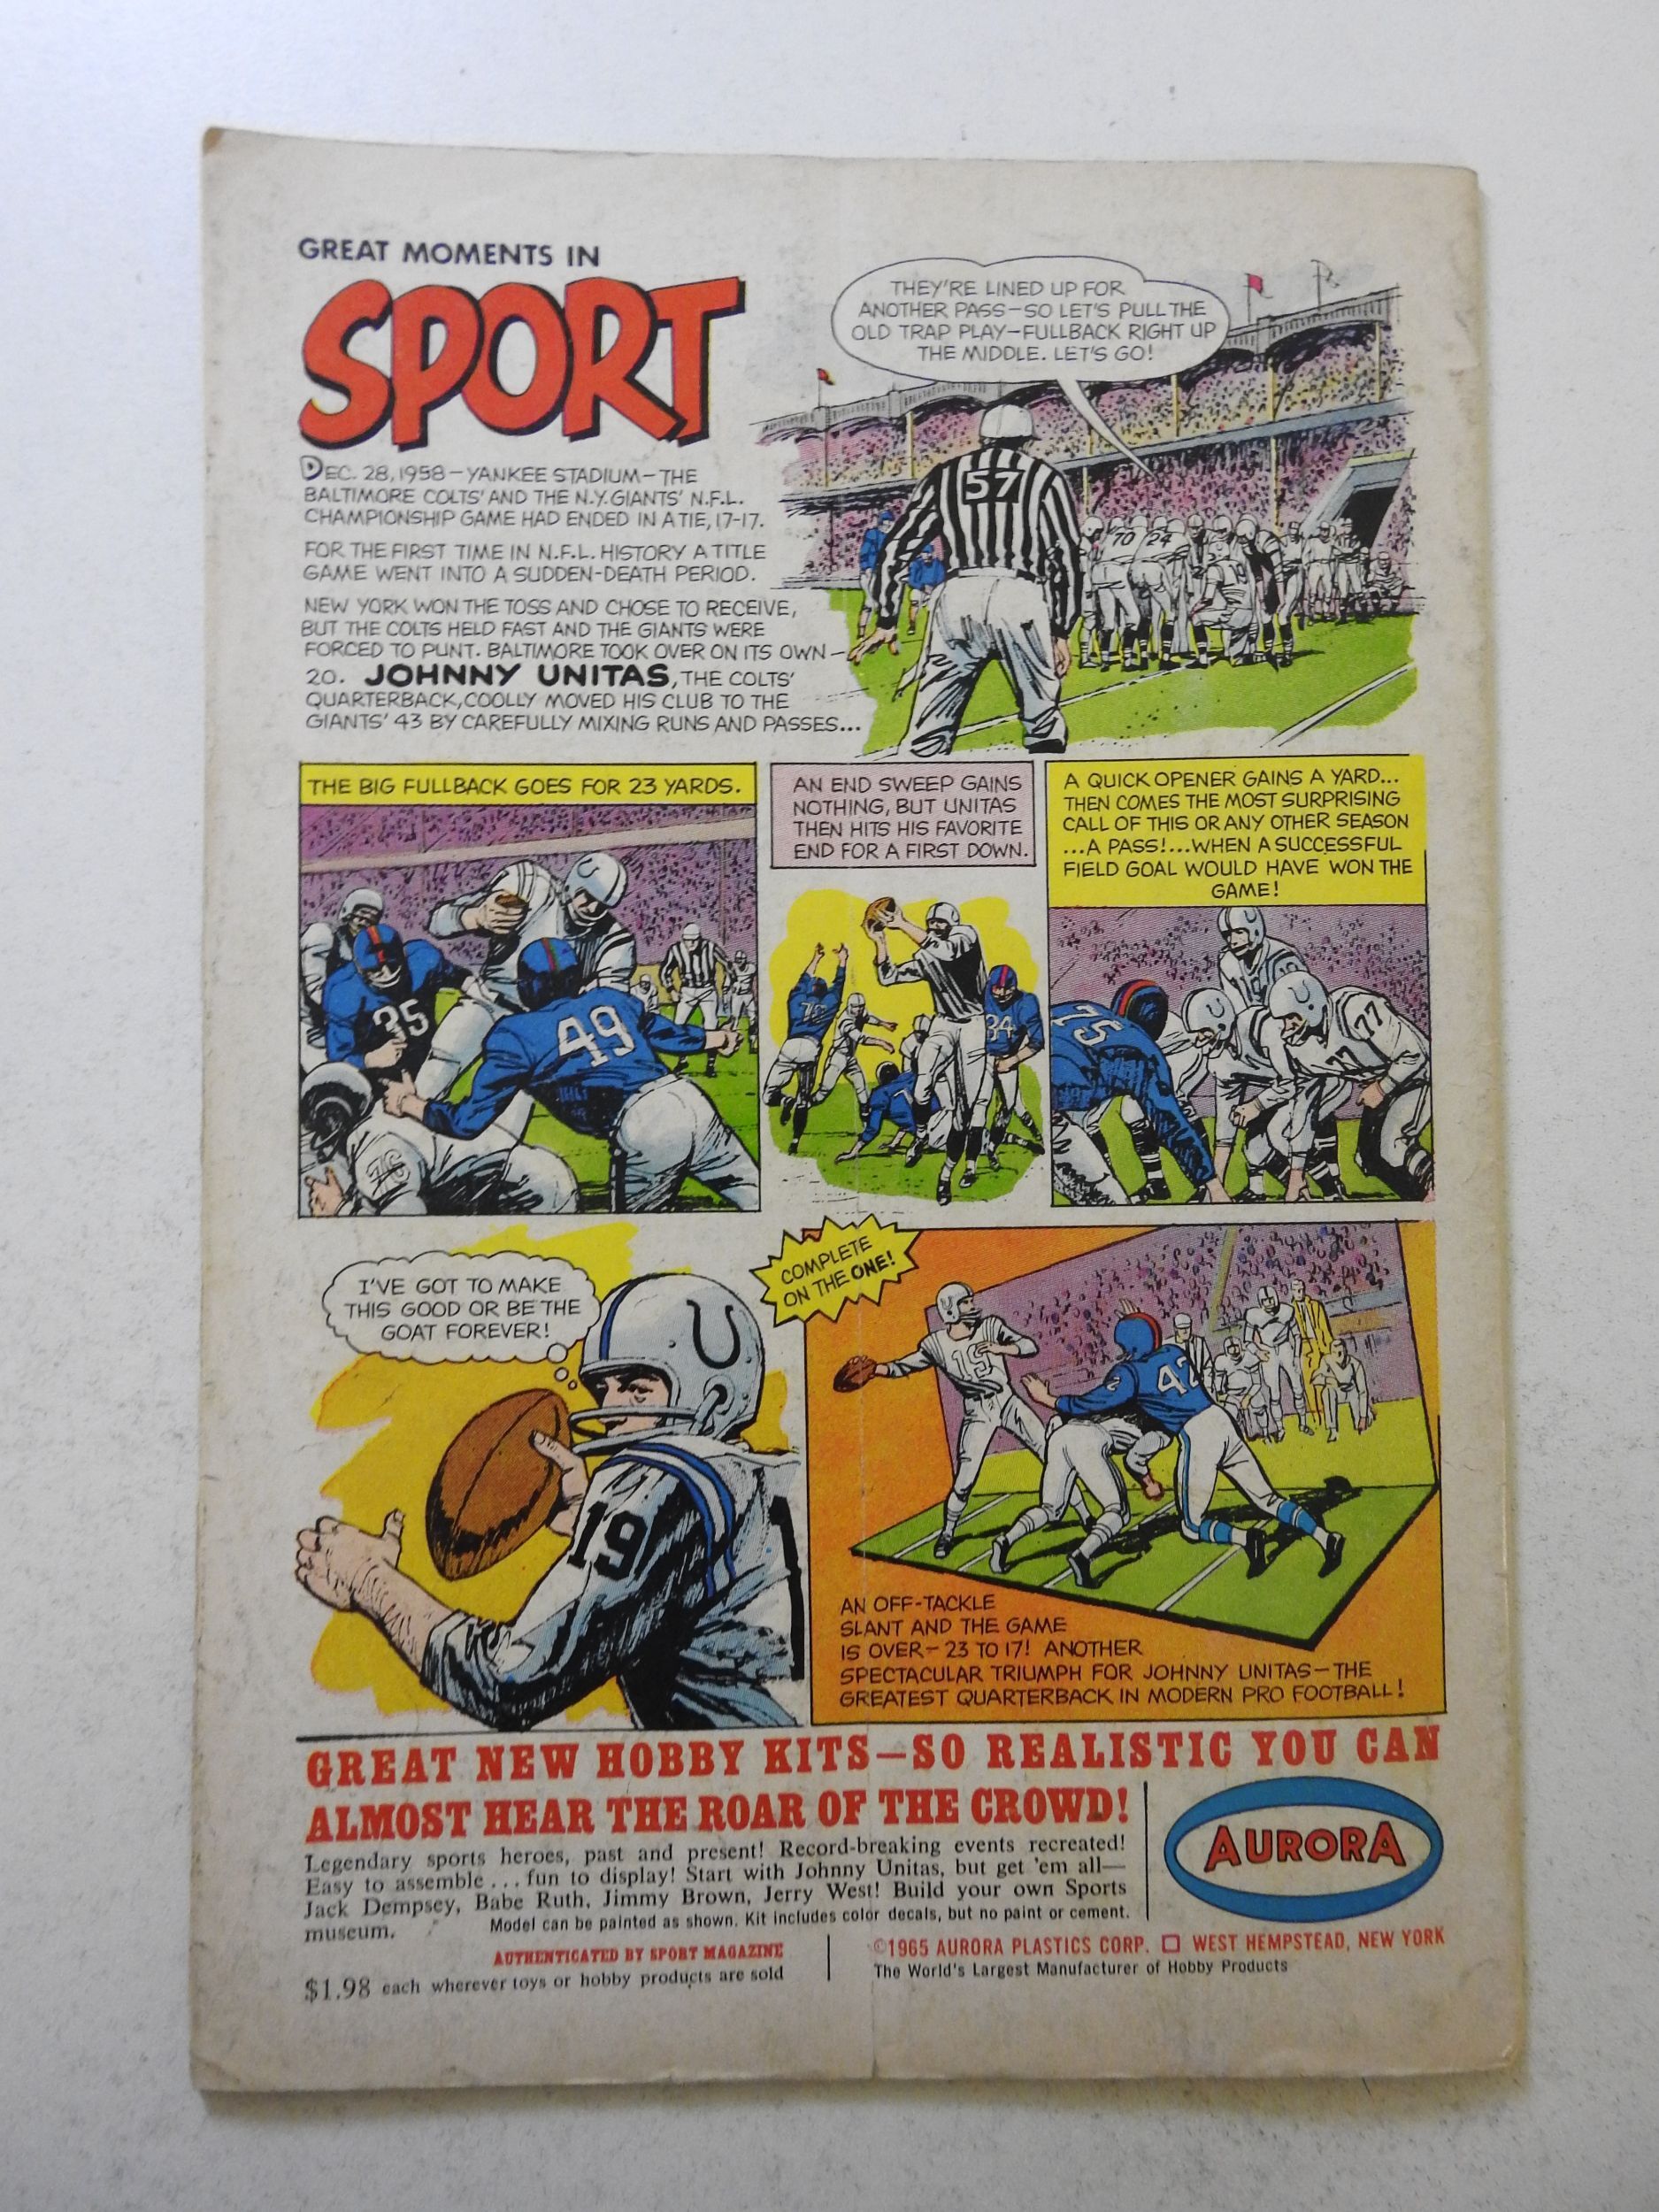 GREAT MOMENTS IN
SPORT
THEY'RE LINED UP FOR
ANOTHER PASS—SO LET'S PULL THE
OLD TRAP PLAY—FULLBACK RIGHT UP
THE MIDDLE. LET'S GO!
57
70 24
DEC. 28, 1958—YANKEE STADIUM—THE
BALTIMORE COLTS' AND THE N.Y. GIANTS' N.F.L.
CHAMPIONSHIP GAME HAD ENDED IN A TIE, 17-17.
FOR THE FIRST TIME IN N.F.L. HISTORY A TITLE
GAME WENT INTO A SUDDEN-DEATH PERIOD.
NEW YORK WON THE TOSS AND CHOSE TO RECEIVE,
BUT THE COLTS HELD FAST AND THE GIANTS WERE
FORCED TO PUNT. BALTIMORE TOOK OVER ON ITS OWN—
20. JOHNNY UNITAS, THE COLTS'
QUARTERBACK, COOLLY MOVED HIS CLUB TO THE
GIANTS' 43 BY CAREFULLY MIXING RUNS AND PASSES...
THE BIG FULLBACK GOES FOR 23 YARDS.
35
49
76
AN END SWEEP GAINS
NOTHING, BUT UNITAS
THEN HITS HIS FAVORITE
END FOR A FIRST DOWN.
84
A QUICK OPENER GAINS A YARD...
THEN COMES THE MOST SURPRISING
CALL OF THIS OR ANY OTHER SEASON
...A PASS!...WHEN A SUCCESSFUL
FIELD GOAL WOULD HAVE WON THE
GAME!
75
77
77
I'VE GOT TO MAKE
THIS GOOD OR BE THE
GOAT FOREVER!
19
COMPLETE
ON THE ONE!
19
42
AN OFF-TACKLE
SLANT AND THE GAME
IS OVER—23 TO 17! ANOTHER
SPECTACULAR TRIUMPH FOR JOHNNY UNITAS—THE
GREATEST QUARTERBACK IN MODERN PRO FOOTBALL!
GREAT NEW HOBBY KITS—SO REALISTIC YOU CAN
ALMOST HEAR THE ROAR OF THE CROWD!
Legendary sports heroes, past and present! Record-breaking events recreated!
Easy to assemble... fun to display! Start with Johnny Unitas, but get 'em all—
Jack Dempsey, Babe Ruth, Jimmy Brown, Jerry West! Build your own Sports
museum. Model can be painted as shown. Kit includes color decals, but no paint or cement.
AUTHENTICATED BY SPORT MAGAZINE
$1.98 each wherever toys or hobby products are sold
AURORA
©1965 AURORA PLASTICS CORP. □ WEST HEMPSTEAD, NEW YORK
The World's Largest Manufacturer of Hobby Products